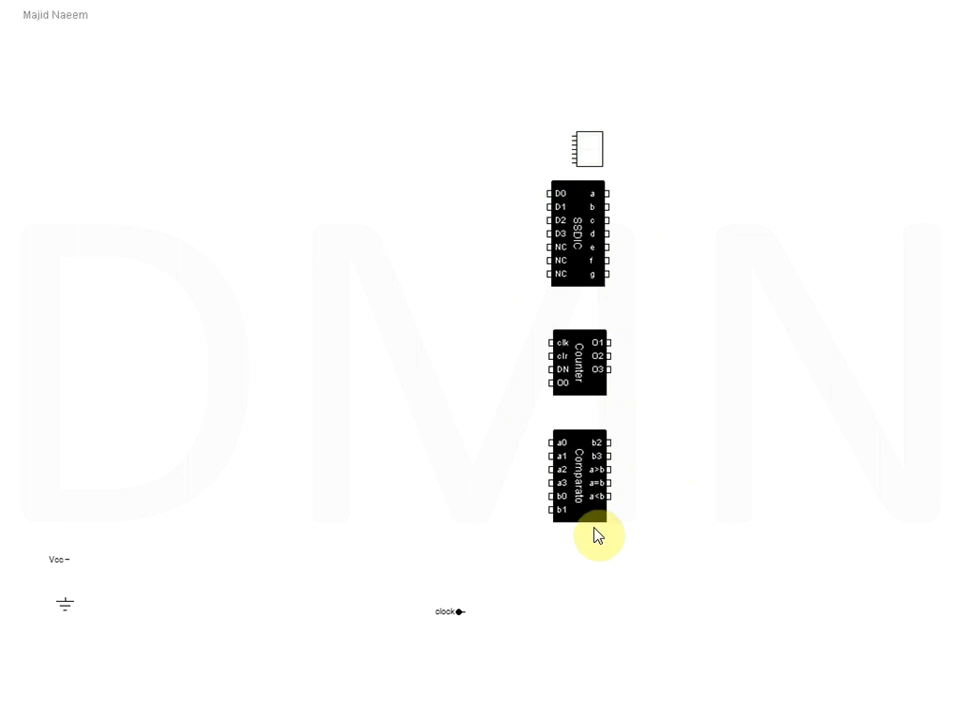 Majid Naeem
DMN
D0 a
D1 b
D2 c
D3 d
NC e
NC f
NC g
SSDIC
clk O1
clr O2
DN O3
O0
Counter
a0 b2
a1 b3
a2 a>b
a3 a=b
b0 a<b
b1
Comparato
Vcc
clock